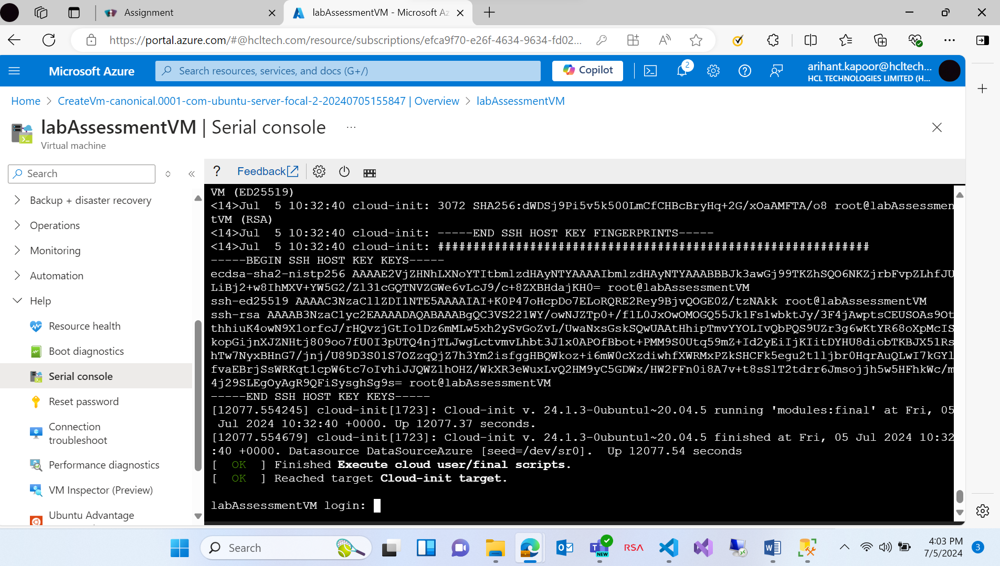 Assignment
labAssessmentVM - Microsoft Az
https://portal.azure.com/#@hcltech.com/resource/subscriptions/efca9f70-e26f-4634-9634-fd02...
Microsoft Azure
Search resources, services, and docs (G+/)
Copilot
2
arihant.kapoor@hcltech...
HCL TECHNOLOGIES LIMITED (H...
Home > CreateVm-canonical.0001-com-ubuntu-server-focal-2-20240705155847 | Overview > labAssessmentVM
labAssessmentVM | Serial console ...
Virtual machine
Search
Backup + disaster recovery
Operations
Monitoring
Automation
Help
Resource health
Boot diagnostics
Serial console
Reset password
Connection
troubleshoot
Performance diagnostics
VM Inspector (Preview)
Ubuntu Advantage
? Feedback
VM (ED25519)
<14>Jul  5 10:32:40 cloud-init: 3072 SHA256:dWDSj9Pi5v5k500LmCfCHBcBryHq+2G/xOaAMFTA/o8 root@labAssessmen
tVM (RSA)
<14>Jul  5 10:32:40 cloud-init: -----END SSH HOST KEY FINGERPRINTS-----
<14>Jul  5 10:32:40 cloud-init: #############################################################
-----BEGIN SSH HOST KEY KEYS-----
ecdsa-sha2-nistp256 AAAAE2VjZHNhLXNoYTItbmlzdHAyNTYAAAAIbmlzdHAyNTYAAABBBJk3awGj99TKZhSQO6NKZjrbFvpZLhfJU
LiBj2+w8IhMXV+YW5G2/Zl31cGQTNVZGWe6vLcJ9/c+8ZXBHdajKH0= root@labAssessmentVM
ssh-ed25519 AAAAC3NzaC1lZDI1NTE5AAAAIAI+K0P47oHcpDo7ELoRQRE2Rey9BjvQOGE0Z/tzNAkk root@labAssessmentVM
ssh-rsa AAAAB3NzaC1yc2EAAAADAQABAAABgQC3VS221WY/owNJZTp0+/f1L0JxOwOMOGQ55Jk1Fs1wbktJy/3F4jAwptsCEUSOAs9Ot
thhiuK4owN9X1orfcJ/rHQvzjGtIo1Dz6mMLw5xh2ySvGoZvL/UwaNxsGskSQwUAAtHhipTmvYYOLIvQbPQS9UZr3g6wKtYR68oXpMcIS
kopGijnXJZNHtj809oo7fU0I3pUTQ4njTLJwgLctvmvLhbt3J1x0APOfBbot+PMM9S0Utq59mZ+Id2yEiIjKIitDYHU8diobTKBJX51Rs
hTw7NyxBHnG7/jnj/U89D3S01S7OZzqQjZ7h3Ym2isfggHBQWkoz+i6mW0cXzdiwhfXWRMxPZkSHCFk5egu2t1ljbr0HqrAuQLwI7kGYl
fvaEBrjSsWRKqt1cpW6tc7oIvhiJJQWZ1hOHZ/WkXR3eWuxLvQ2HM9yC5GDWx/HW2FFn0i8A7v+t8sSlT2tdrr6Jmsojjh5w5HFhkWc/m
4j29SLEgOyAgR9QFiSysghSg9s= root@labAssessmentVM
-----END SSH HOST KEY KEYS-----
[12077.554245] cloud-init[1723]: Cloud-init v. 24.1.3-0ubuntu1~20.04.5 running 'modules:final' at Fri, 05
Jul 2024 10:32:40 +0000. Up 12077.37 seconds.
[12077.554679] cloud-init[1723]: Cloud-init v. 24.1.3-0ubuntu1~20.04.5 finished at Fri, 05 Jul 2024 10:32
:40 +0000. Datasource DataSourceAzure [seed=/dev/sr0].  Up 12077.54 seconds
[  OK  ] Finished Execute cloud user/final scripts.
[  OK  ] Reached target Cloud-init target.
labAssessmentVM login:
Search
NEW
RSA
4:03 PM
7/5/2024
3